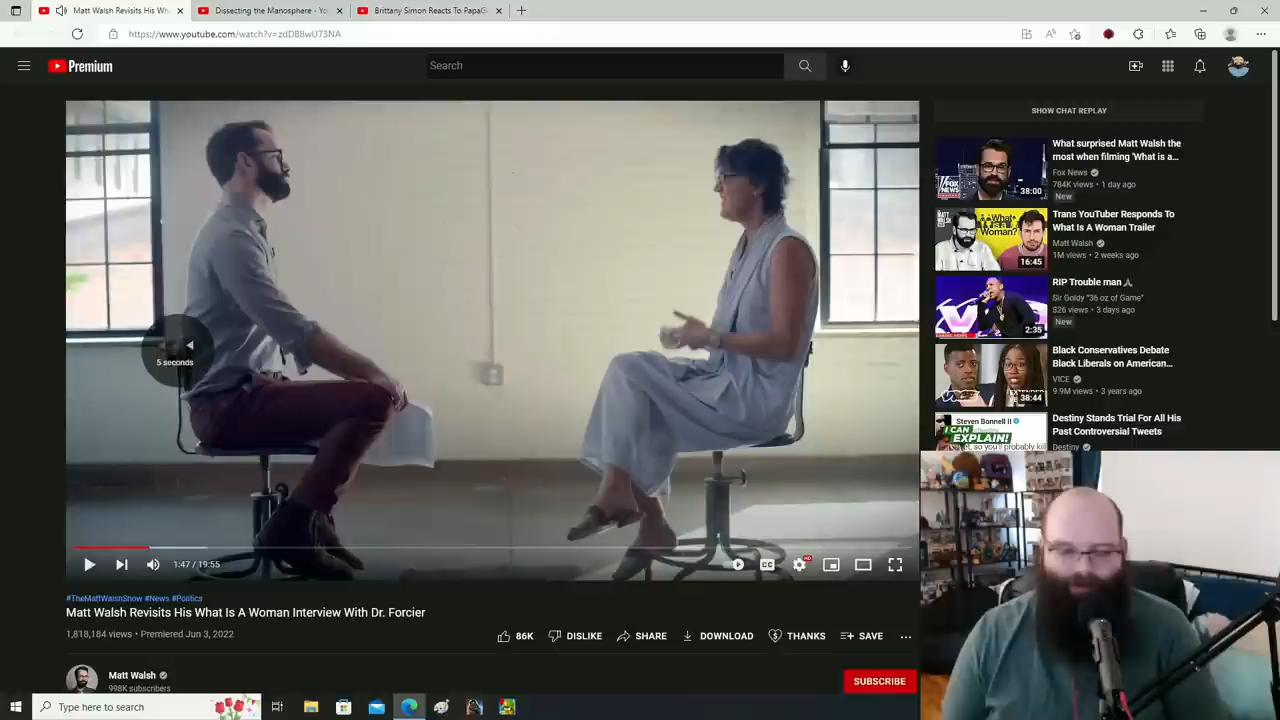 Matt Walsh Revisits His Wh
Dissecting the Manosphere - Yo
Brittany Simon Reacts To PapaG
https://www.youtube.com/watch?v=zdDB8wU73NA
Premium
Search
SHOW CHAT REPLAY
What surprised Matt Walsh the
most when filming 'What is a...
Fox News
784K views • 1 day ago
New
38:00
Trans YouTuber Responds To
What Is A Woman Trailer
Matt Walsh
1M views • 2 weeks ago
16:45
RIP Trouble man
Sir Goldy "36 oz of Game"
826 views • 3 days ago
New
2:35
Black Conservatives Debate
Black Liberals on American...
VICE
9.9M views • 3 years ago
38:44
Destiny Stands Trial For All His
Past Controversial Tweets
Destiny
Steven Bonnell II
I CAN
EXPLAIN!
5 seconds
1:47 / 19:55
CC
HD
#TheMattWalshShow #News #Politics
Matt Walsh Revisits His What Is A Woman Interview With Dr. Forcier
1,818,184 views • Premiered Jun 3, 2022
86K
DISLIKE
SHARE
DOWNLOAD
THANKS
SAVE
Matt Walsh
998K subscribers
SUBSCRIBE
Type here to search